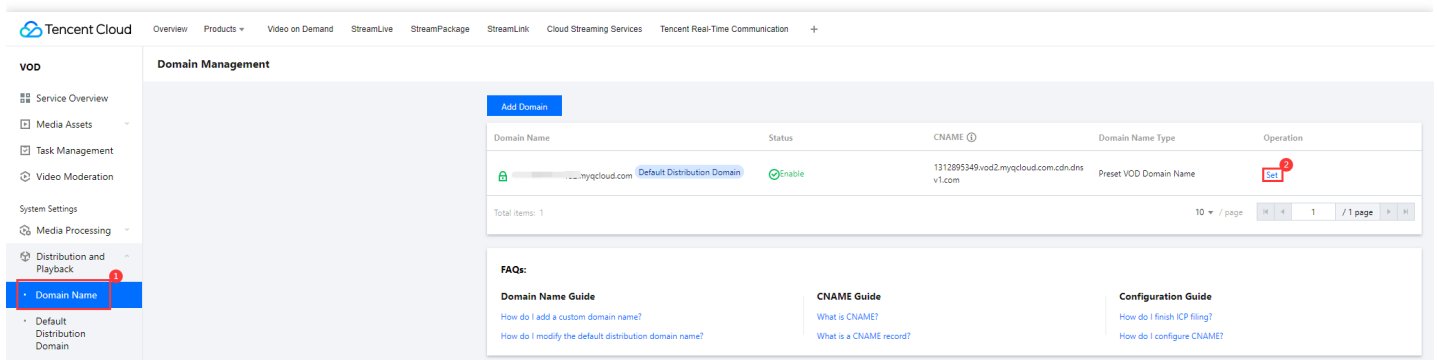 Tencent Cloud
Overview Products Video on Demand StreamLive StreamPackage StreamLink Cloud Streaming Services Tencent Real-Time Communication +
VOD
Domain Management
Service Overview
Media Assets
Task Management
Video Moderation
System Settings
Media Processing
Distribution and
Playback
1
Domain Name
Default
Distribution
Domain
Add Domain
Domain Name Status CNAME Domain Name Type Operation
.myqcloud.com Default Distribution Domain Enable 1312895349.vod2.myqcloud.com.cdn.dns
v1.com Preset VOD Domain Name Set 2
Total items: 1 10 / page 1 / 1 page
FAQs:
Domain Name Guide CNAME Guide Configuration Guide
How do I add a custom domain name? What is CNAME? How do I finish ICP filing?
How do I modify the default distribution domain name? What is a CNAME record? How do I configure CNAME?